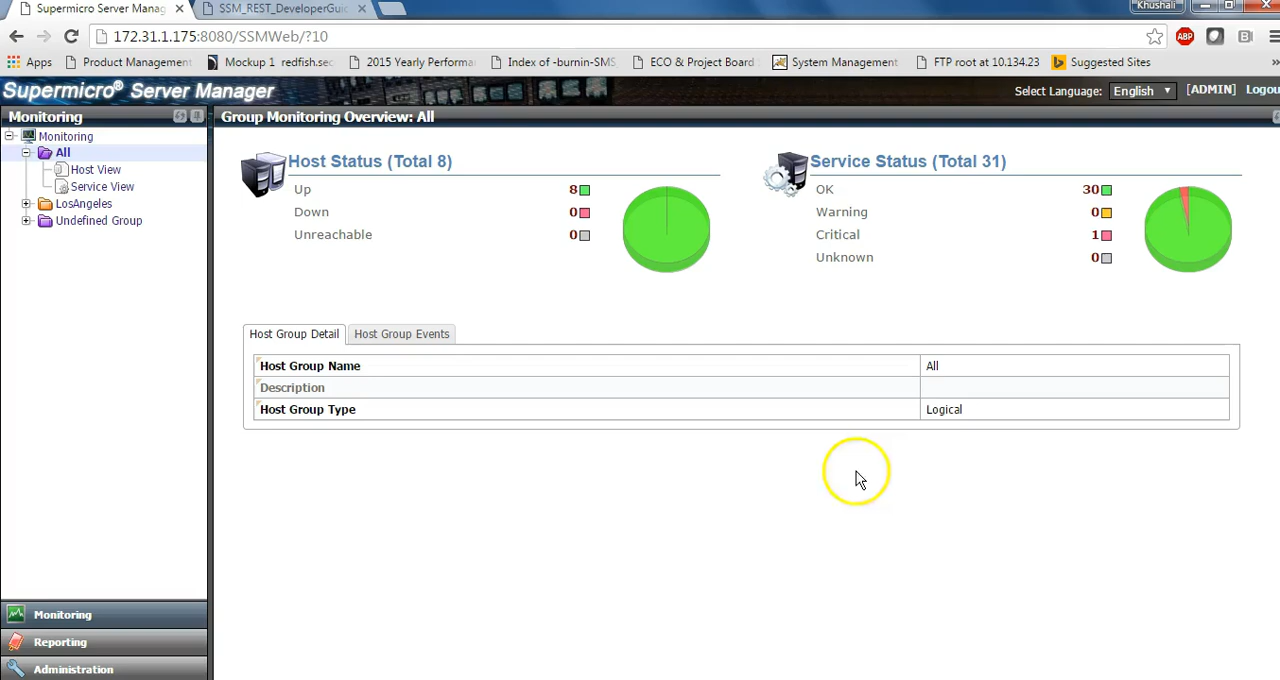 Supermicro Server Manag
SSM_REST_DeveloperGuid
Khushali
172.31.1.175:8080/SSMWeb/?10
ABP
Apps
Product Management
Mockup 1 redfish.sec
2015 Yearly Performa
Index of -burnin-SMS
ECO & Project Board
System Management
FTP root at 10.134.23
Suggested Sites
»
Supermicro® Server Manager
Select Language:
English
[ADMIN]
Logou
Monitoring
Group Monitoring Overview: All
Monitoring
All
Host View
Service View
LosAngeles
Undefined Group
Host Status (Total 8)
Up 8
Down 0
Unreachable 0
Service Status (Total 31)
OK 30
Warning 0
Critical 1
Unknown 0
Host Group Detail
Host Group Events
Host Group Name All
Description
Host Group Type Logical
Monitoring
Reporting
Administration